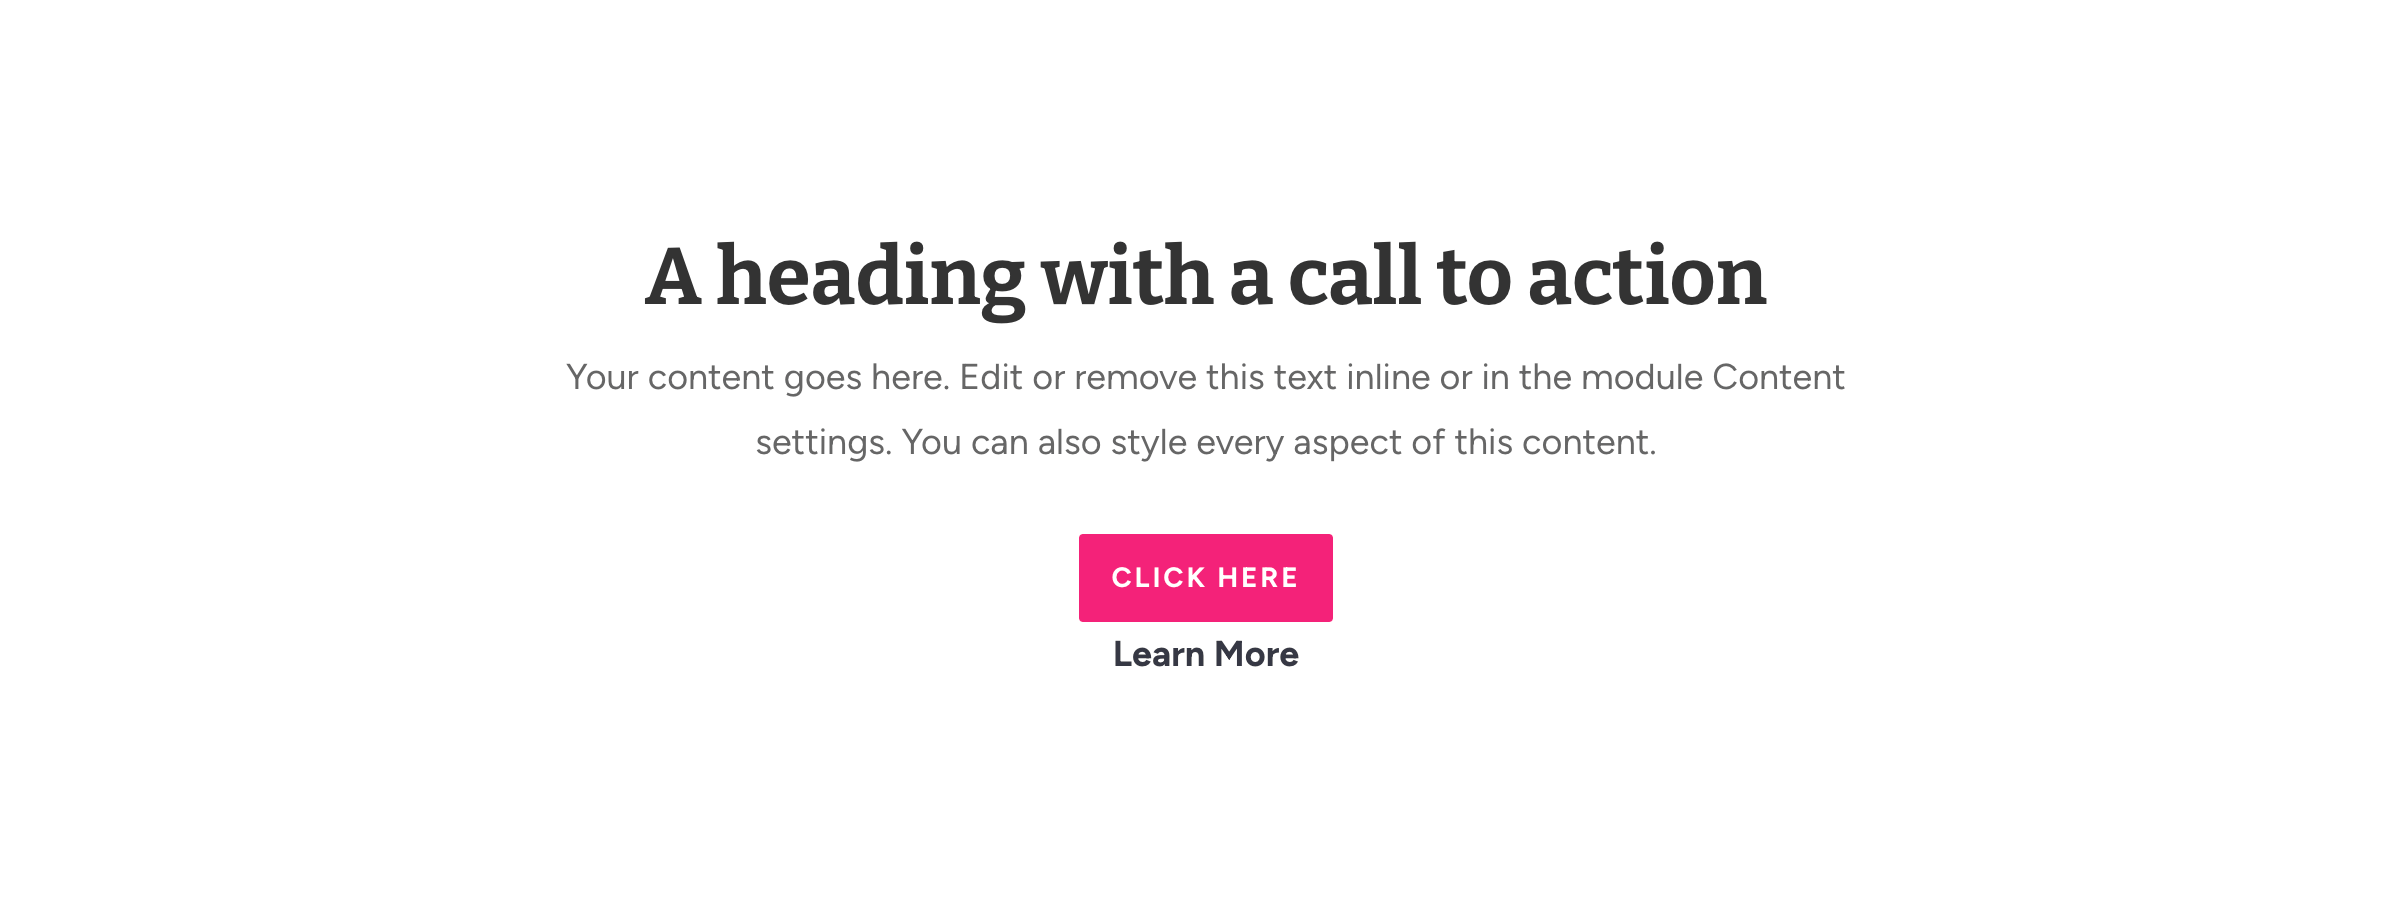 A heading with a call to action
Your content goes here. Edit or remove this text inline or in the module Content
settings. You can also style every aspect of this content.
CLICK HERE
Learn More